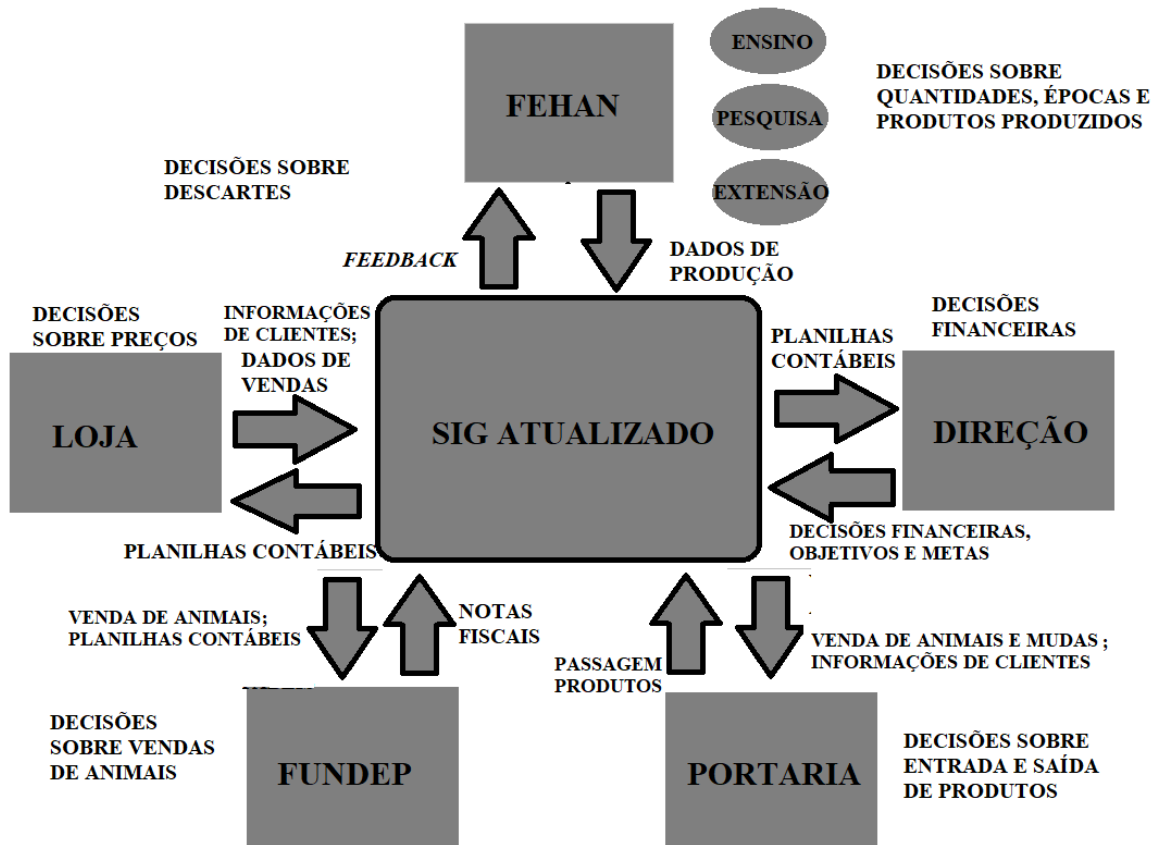 ENSINO
FEHAN
DECISÕES SOBRE
QUANTIDADES, ÉPOCAS E
PRODUTOS PRODUZIDOS
PESQUISA
EXTENSÃO
DECISÕES SOBRE
DESCARTES
FEEDBACK
DADOS DE
PRODUÇÃO
DECISÕES
SOBRE PREÇOS
INFORMAÇÕES
DE CLIENTES;
DADOS DE
VENDAS
PLANILHAS
CONTÁBEIS
DECISÕES
FINANCEIRAS
LOJA
SIG ATUALIZADO
DIREÇÃO
PLANILHAS CONTÁBEIS
DECISÕES FINANCEIRAS,
OBJETIVOS E METAS
VENDA DE ANIMAIS;
PLANILHAS CONTÁBEIS
NOTAS
FISCAIS
PASSAGEM
PRODUTOS
VENDA DE ANIMAIS E MUDAS ;
INFORMAÇÕES DE CLIENTES
DECISÕES
SOBRE VENDAS
DE ANIMAIS
FUNDEP
PORTARIA
DECISÕES SOBRE
ENTRADA E SAÍDA
DE PRODUTOS